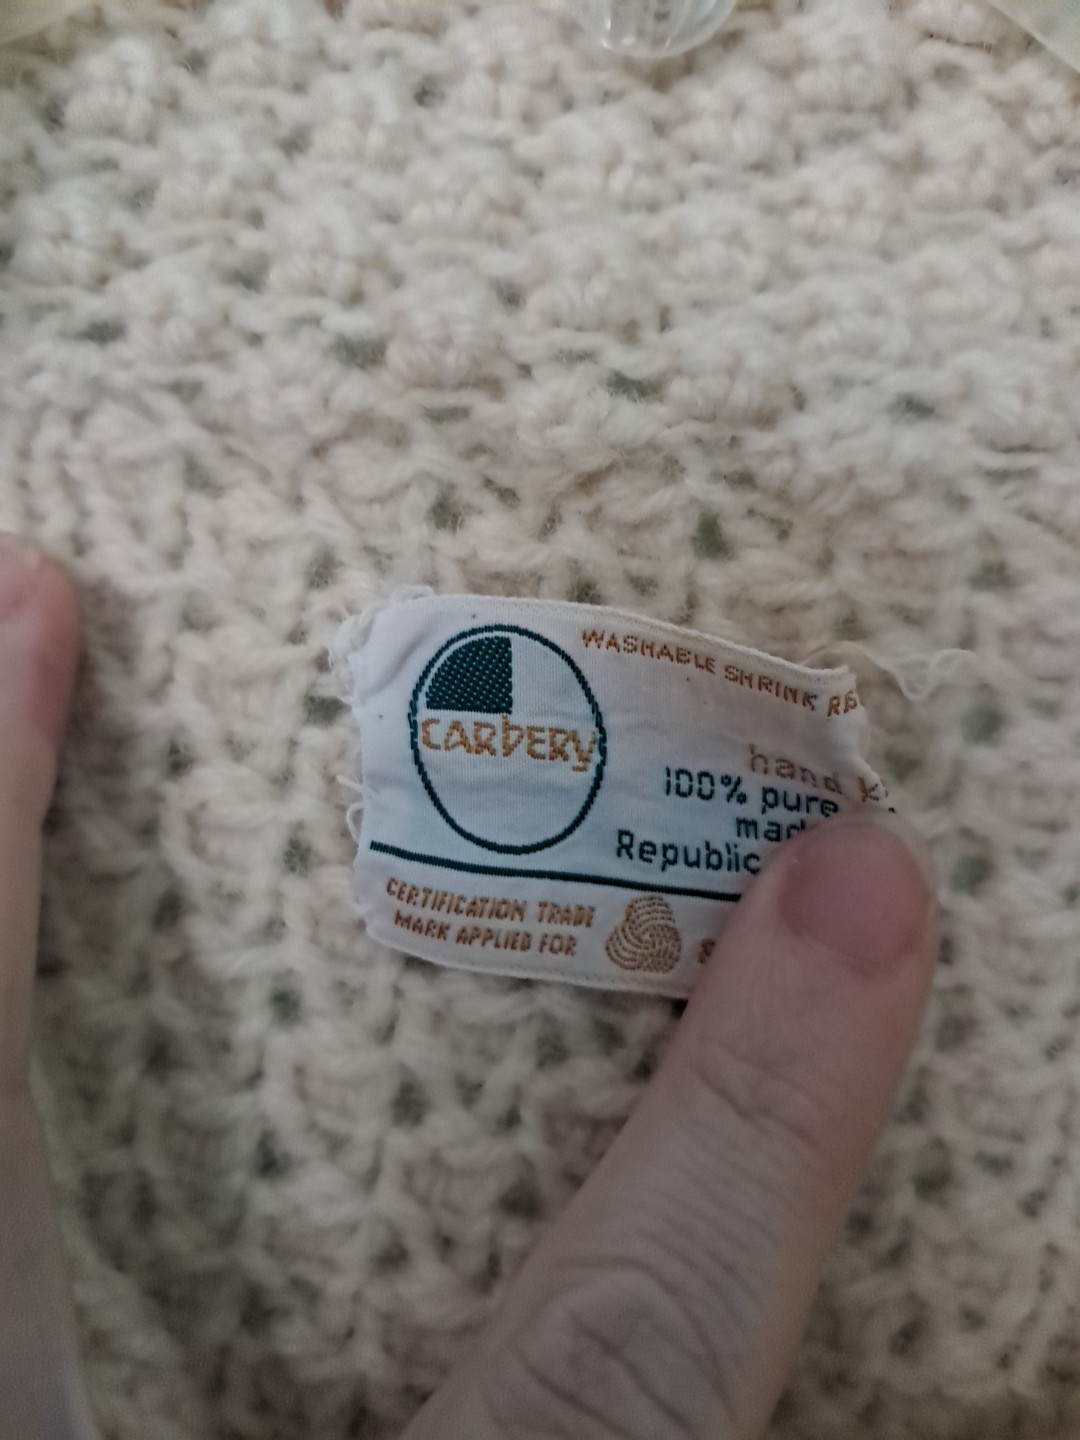 WASHABLE SHRINK
CARbERy
hand
100% pure
Republic
CERTIFICATION TRADE
MARK APPLIED FOR